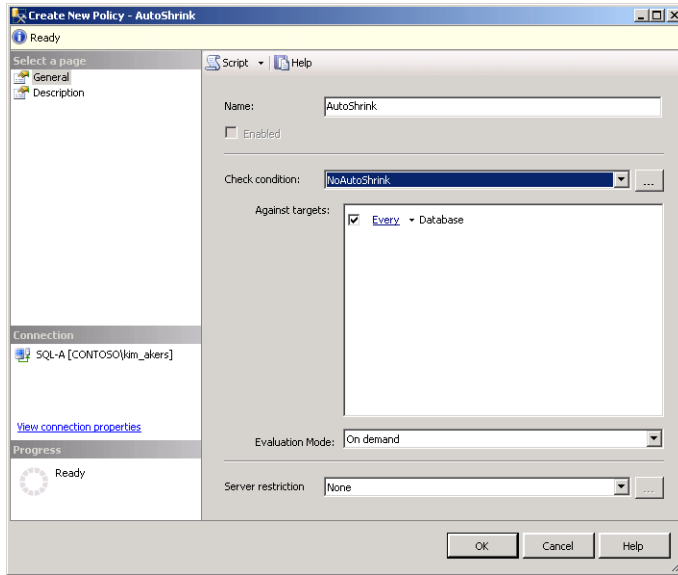 Create New Policy - AutoShrink
Ready
Select a page
General
Description
Script
Help
Name:
AutoShrink
Enabled
Check condition:
NoAutoShrink
...
Against targets:
Every
Database
Connection
SQL-A [CONTOSO\kim_akers]
View connection properties
Progress
Ready
Evaluation Mode:
On demand
Server restriction
None
...
OK
Cancel
Help